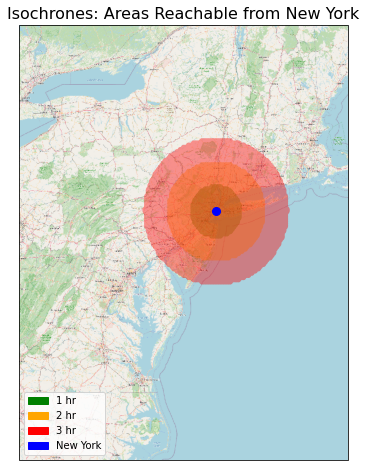 Isochrones: Areas Reachable from New York
1 hr
2 hr
3 hr
New York